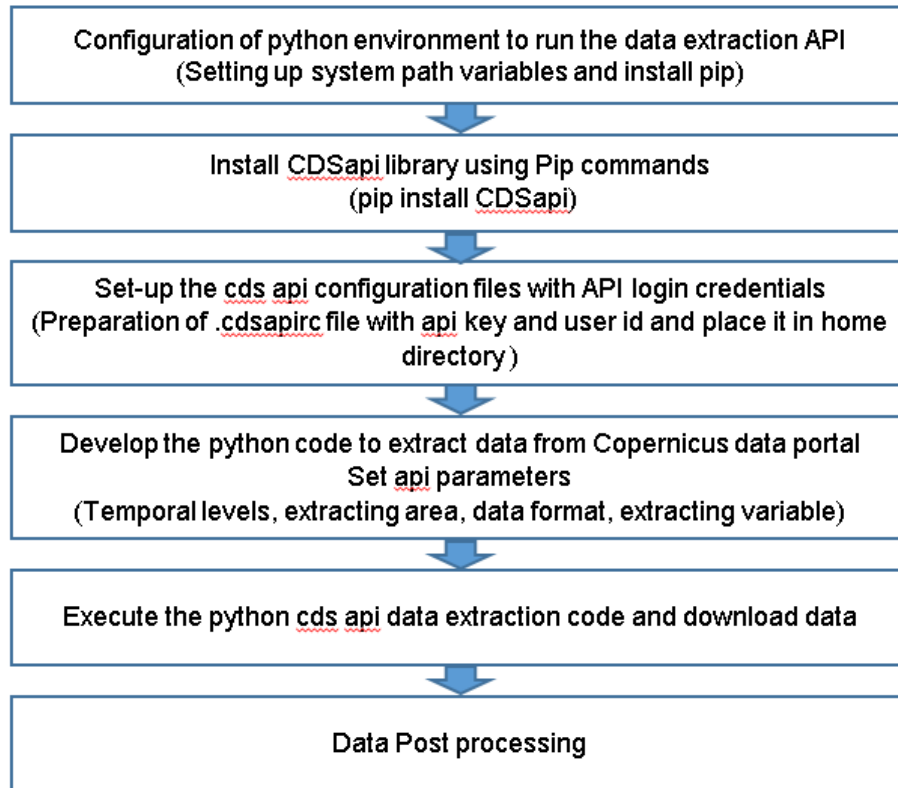 Configuration of python environment to run the data extraction API
(Setting up system path variables and install pip)
Install CDSapi library using Pip commands
(pip install CDSapi)
Set-up the cds api configuration files with API login credentials
(Preparation of .cdsapirc file with api key and user id and place it in home
directory)
Develop the python code to extract data from Copernicus data portal
Set api parameters
(Temporal levels, extracting area, data format, extracting variable)
Execute the python cds api data extraction code and download data
Data Post processing